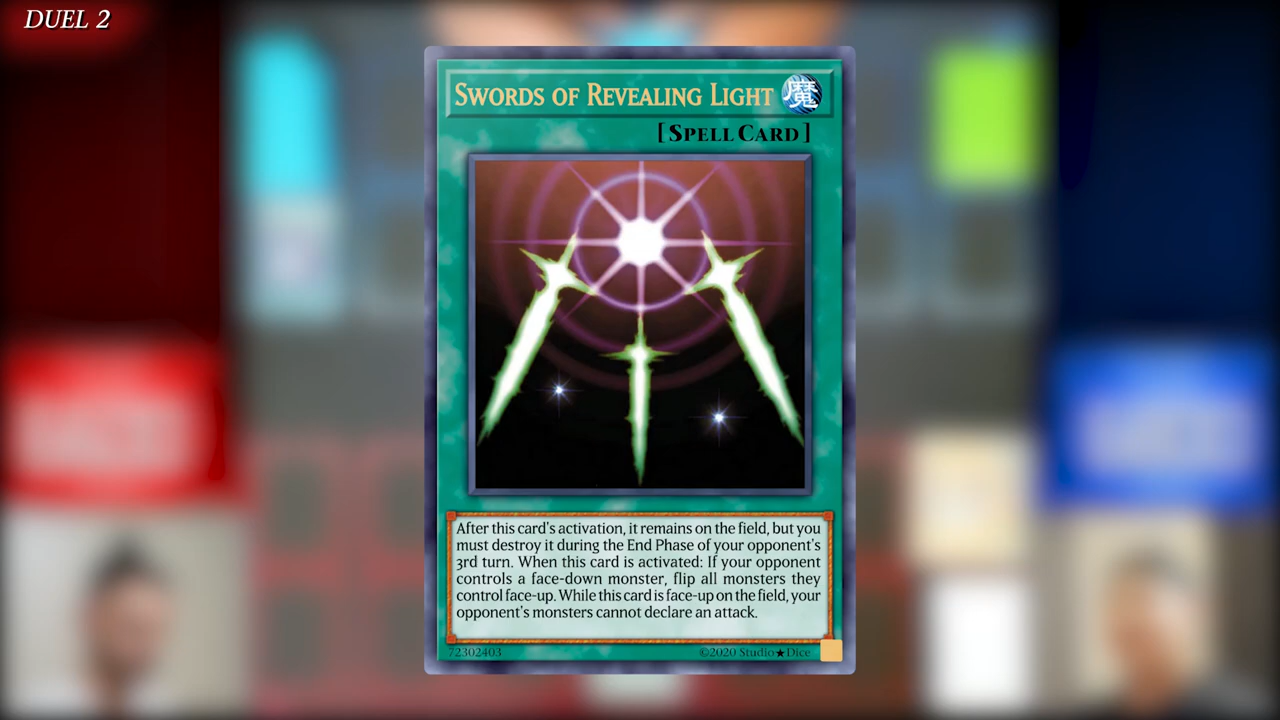 DUEL 2
SWORDS OF REVEALING LIGHT 魔
[SPELL CARD]
After this card's activation, it remains on the field, but you
must destroy it during the End Phase of your opponent's
3rd turn. When this card is activated: If your opponent
controls a face-down monster, flip all monsters they
control face-up. While this card is face-up on the field, your
opponent's monsters cannot declare an attack.
72302403 ©2020 Studio★Dice